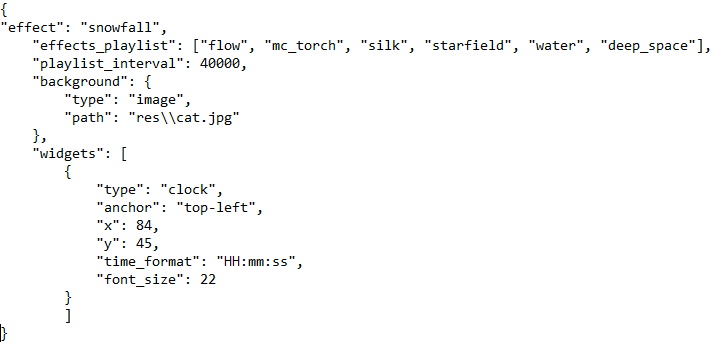 {
"effect": "snowfall",
    "effects_playlist": ["flow", "mc_torch", "silk", "starfield", "water", "deep_space"],
    "playlist_interval": 40000,
    "background": {
        "type": "image",
        "path": "res\\cat.jpg"
    },
    "widgets": [
        {
            "type": "clock",
            "anchor": "top-left",
            "x": 84,
            "y": 45,
            "time_format": "HH:mm:ss",
            "font_size": 22
        }
        ]
}